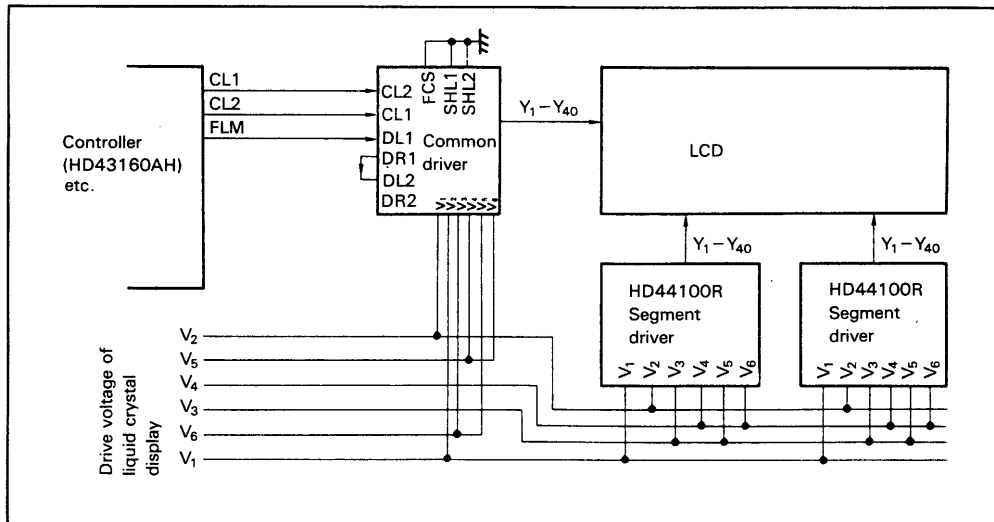 CL1
CL2
FLM
Controller
(HD43160AH)
etc.
CL2
CL1
DL1
DR1
DL2
DR2
FCS
SHL1
SHL2
Common
driver
Y₁–Y₄₀
LCD
Y₁–Y₄₀
Y₁–Y₄₀
HD44100R
Segment
driver
V₁ V₂ V₃ V₄ V₅ V₆
HD44100R
Segment
driver
V₁ V₂ V₃ V₄ V₅ V₆
Drive voltage of
liquid crystal
display
V₂
V₅
V₄
V₃
V₆
V₁